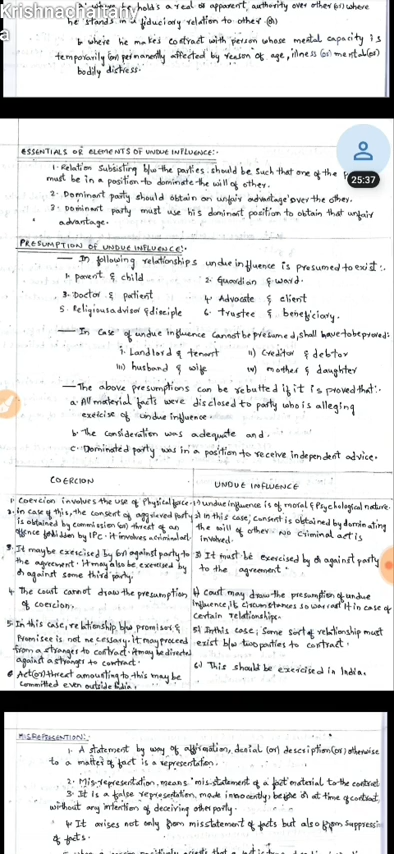 Krishnachaitany
a
a. where he holds a real or apparent, authority over other (or) where
he stands in a fiduciary relation to other (or)
b. where he makes contract with person whose mental capacity is
temporarily (or) permanently affected by reason of age, illness (or) mental (or)
bodily distress.
ESSENTIALS OR ELEMENTS OF UNDUE INFLUENCE:-
1. Relation subsisting b/w the parties should be such that one of the
must be in a position to dominate the will of other.
2. Dominant party should obtain an unfair advantage over the other.
3. Dominent party must use his dominant position to obtain that unfair
advantage.
25:37
PRESUMPTION OF UNDUE INFLUENCE:-
— In following relationships undue influence is presumed to exist:-
1. parent & child 2. Guardian & ward.
3. Doctor & patient 4. Advocate & client
5. Religious advisor & disciple 6. trustee & beneficiary.
— In case of undue influence cannot be presumed, shall have to be proved:
i. Landlord & tenant ii) Creditor & debtor
iii) husband & wife iv) mother & daughter
— The above presumptions can be rebutted if it is proved that:-
a. All material facts were disclosed to party who is alleging
exercise of undue influence.
b. The consideration was adequate and.
c. Dominated party was in a position to receive independent advice.
COERCION
1. Coercion involves the use of Physical force
2. in case of this, the consent of aggrieved party
is obtained by commission (or) threat of an
offence forbidden by IPC. it involves a criminal act.
3. It may be exercised by (or) against party to
the agreement. it may also be exercised by
or against some third party.
4. The court cannot draw the presumption
of coercion.
5. In this case, relationship b/w promisor &
Promisee is not necessary. it may proceed
from a stranger to contract. & may be directed
against a stranger to contract.
6 Act (or) threat amounting to this may be
committed even outside India.
UNDUE INFLUENCE
1) undue influence is of moral & Psychological nature.
2) In this case, consent is obtained by dominating
the will of other. No criminal act is
involved.
3) It must be exercised by or against party
to the agreement.
4) Court may draw the presumption of undue
influence, if circumstances so warrant it in case of
certain relationships.
5) In this case, Some sort of relationship must
exist b/w two parties to contract.
6) This should be exercised in India.
MISREPRESENTATION:-
1. A statement by way of affirmation, denial (or) description (or) otherwise
to a matter of fact is a representation.
2. Mis-representation, means mis-statement of a fact material to the contract
3. It is a false representation, made innocently; before or at time of contract,
without any intention of deceiving other party.
4. It arises not only from misstatement of facts but also from suppressi
of facts.